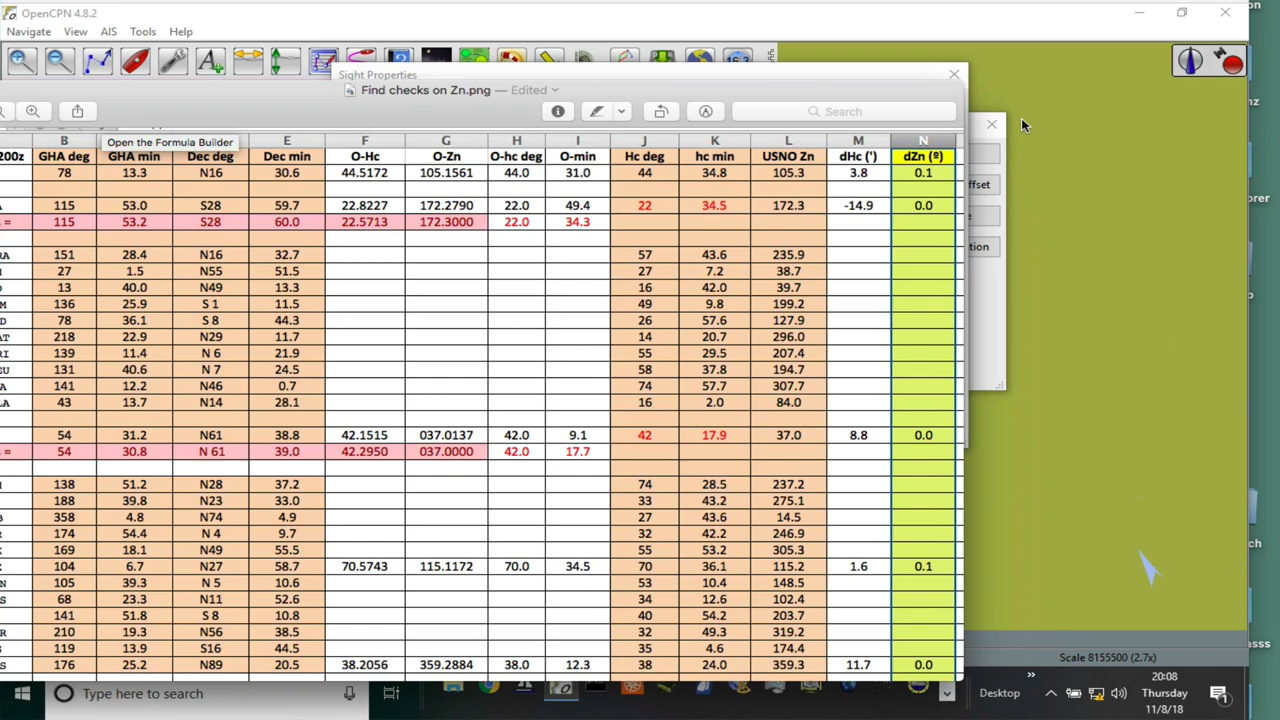 OpenCPN 4.8.2
Navigate View AIS Tools Help
Sight Properties
Find checks on Zn.png — Edited
Search
Open the Formula Builder
B C D E F G H I J K L M N
200z GHA deg GHA min Dec deg Dec min O-Hc O-Zn O-hc deg O-min Hc deg hc min USNO Zn dHc (') dZn (º)
78 13.3 N16 30.6 44.5172 105.1561 44.0 31.0 44 34.8 105.3 3.8 0.1
115 53.0 S28 59.7 22.8227 172.2790 22.0 49.4 22 34.5 172.3 -14.9 0.0
= 115 53.2 S28 60.0 22.5713 172.3000 22.0 34.3
RA 151 28.4 N16 32.7 57 43.6 235.9
27 1.5 N55 51.5 27 7.2 38.7
13 40.0 N49 13.3 16 42.0 39.7
M 136 25.9 S 1 11.5 49 9.8 199.2
D 78 36.1 S 8 44.3 26 57.6 127.9
AT 218 22.9 N29 11.7 14 20.7 296.0
RI 139 11.4 N 6 21.9 55 29.5 207.4
EU 131 40.6 N 7 24.5 58 37.8 194.7
A 141 12.2 N46 0.7 74 57.7 307.7
LA 43 13.7 N14 28.1 16 2.0 84.0
54 31.2 N61 38.8 42.1515 037.0137 42.0 9.1 42 17.9 37.0 8.8 0.0
= 54 30.8 N 61 39.0 42.2950 037.0000 42.0 17.7
138 51.2 N28 37.2 74 28.5 237.2
188 39.8 N23 33.0 33 43.2 275.1
358 4.8 N74 4.9 27 43.6 14.5
174 54.4 N 4 9.7 32 42.2 246.9
169 18.1 N49 55.5 55 53.2 305.3
104 6.7 N27 58.7 70.5743 115.1172 70.0 34.5 70 36.1 115.2 1.6 0.1
N 105 39.3 N 5 10.6 53 10.4 148.5
S 68 23.3 N11 52.6 34 12.6 102.4
141 51.8 S 8 10.8 40 54.2 203.7
R 210 19.3 N56 38.5 32 49.3 319.2
119 13.9 S16 44.5 35 4.6 174.4
S 176 25.2 N89 20.5 38.2056 359.2884 38.0 12.3 38 24.0 359.3 11.7 0.0
ffset
e
tion
Scale 8155500 (2.7x)
Type here to search
Desktop
20:08
Thursday
11/8/18
1